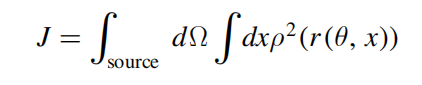 J = ∫_source dΩ ∫ dxρ²(r(θ, x))